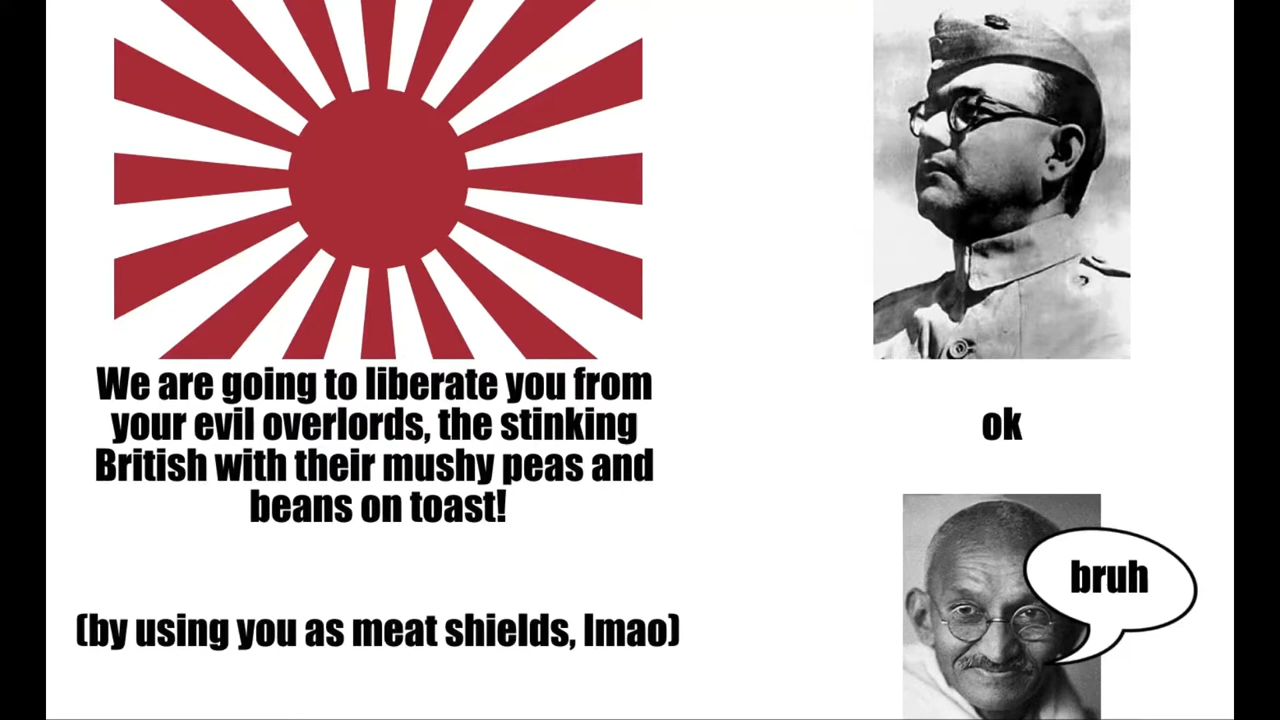 We are going to liberate you from
your evil overlords, the stinking
British with their mushy peas and
beans on toast!
(by using you as meat shields, lmao)
ok
bruh